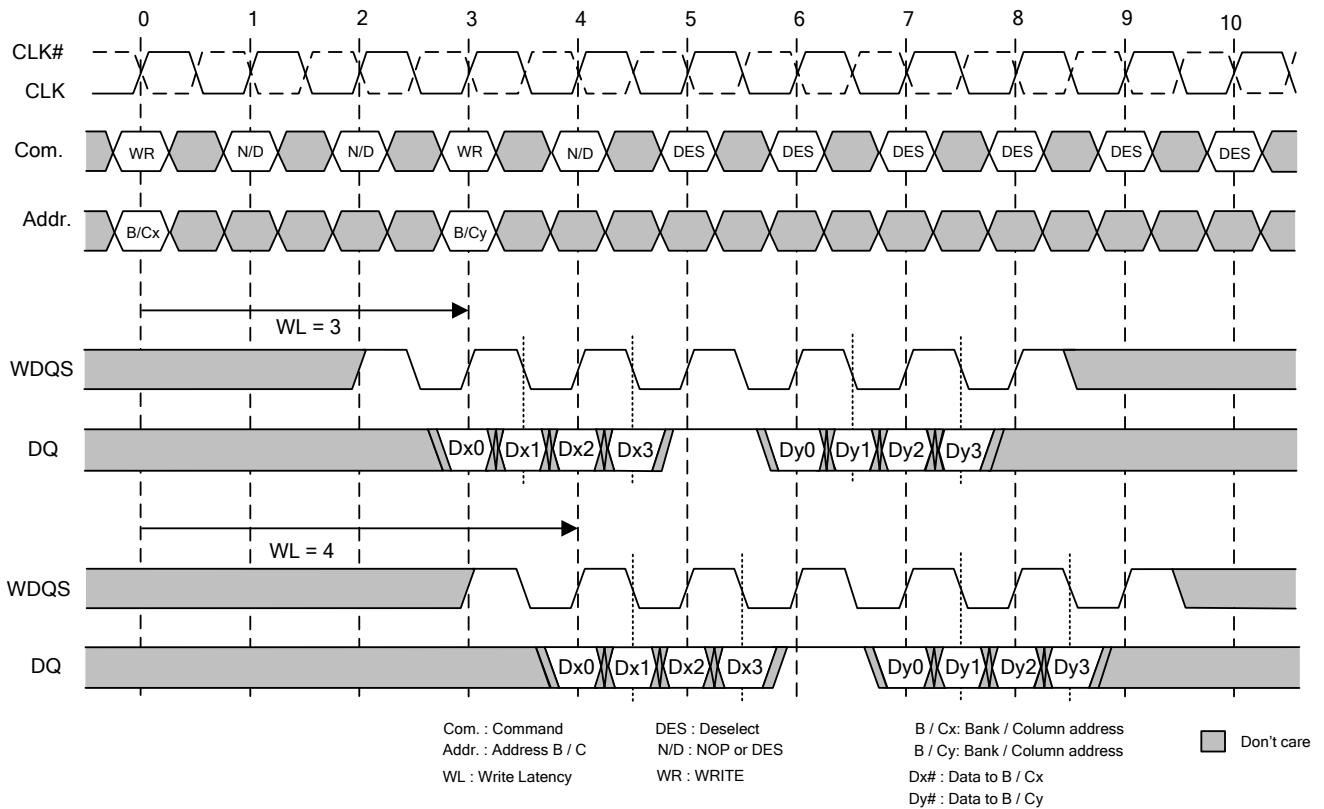 0 1 2 3 4 5 6 7 8 9 10
CLK#
CLK
Com. WR N/D N/D WR N/D DES DES DES DES DES DES
Addr. B/Cx B/Cy
WL = 3
WDQS
DQ Dx0 Dx1 Dx2 Dx3 Dy0 Dy1 Dy2 Dy3
WL = 4
WDQS
DQ Dx0 Dx1 Dx2 Dx3 Dy0 Dy1 Dy2 Dy3
Com. : Command DES : Deselect B / Cx: Bank / Column address
Addr. : Address B / C N/D : NOP or DES B / Cy: Bank / Column address Don't care
WL : Write Latency WR : WRITE Dx# : Data to B / Cx
Dy# : Data to B / Cy